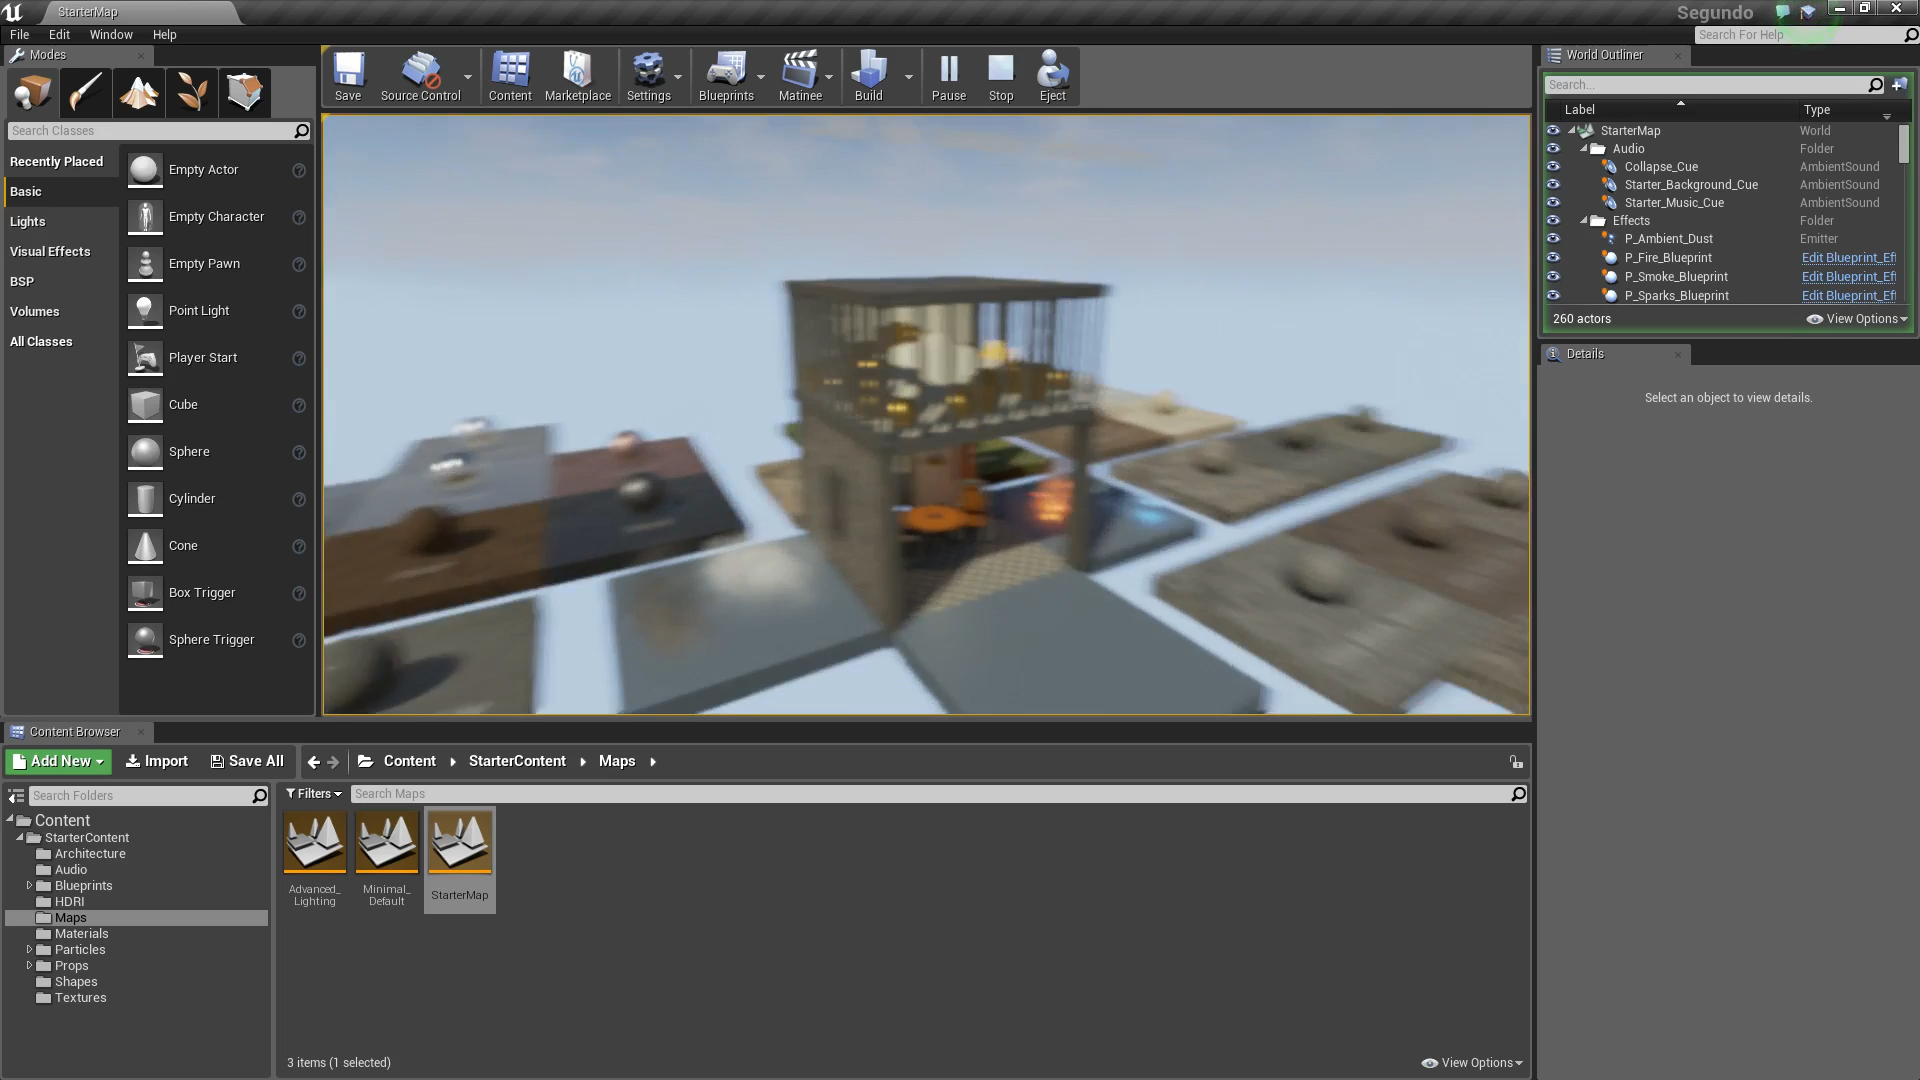 StarterMap
Segundo
File Edit Window Help
Search For Help
Modes
Save
Source Control
Content
Marketplace
Settings
Blueprints
Matinee
Build
Pause
Stop
Eject
World Outliner
Search...
Search Classes
Label Type
Recently Placed
Basic
Lights
Visual Effects
BSP
Volumes
All Classes
Empty Actor
Empty Character
Empty Pawn
Point Light
Player Start
Cube
Sphere
Cylinder
Cone
Box Trigger
Sphere Trigger
StarterMap World
Audio Folder
Collapse_Cue AmbientSound
Starter_Background_Cue AmbientSound
Starter_Music_Cue AmbientSound
Effects Folder
P_Ambient_Dust Emitter
P_Fire_Blueprint Edit Blueprint_Eff
P_Smoke_Blueprint Edit Blueprint_Eff
P_Sparks_Blueprint Edit Blueprint_Eff
260 actors View Options
Details
Select an object to view details.
Content Browser
Add New Import Save All Content StarterContent Maps
Search Folders
Filters Search Maps
Content
StarterContent
Architecture
Audio
Blueprints
HDRI
Maps
Materials
Particles
Props
Shapes
Textures
Advanced_
Lighting
Minimal_
Default
StarterMap
3 items (1 selected)
View Options